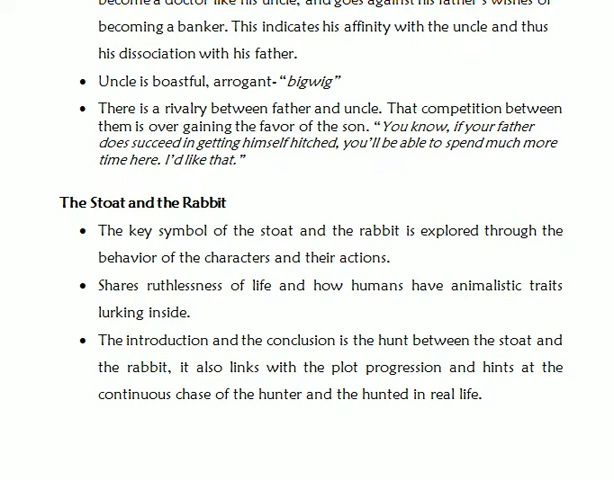 become a doctor like his uncle, and goes against his father's wishes of
becoming a banker. This indicates his affinity with the uncle and thus
his dissociation with his father.
• Uncle is boastful, arrogant- "bigwig"
• There is a rivalry between father and uncle. That competition between
them is over gaining the favor of the son. "You know, if your father
does succeed in getting himself hitched, you'll be able to spend much more
time here. I'd like that."
The Stoat and the Rabbit
• The key symbol of the stoat and the rabbit is explored through the
behavior of the characters and their actions.
• Shares ruthlessness of life and how humans have animalistic traits
lurking inside.
• The introduction and the conclusion is the hunt between the stoat and
the rabbit, it also links with the plot progression and hints at the
continuous chase of the hunter and the hunted in real life.